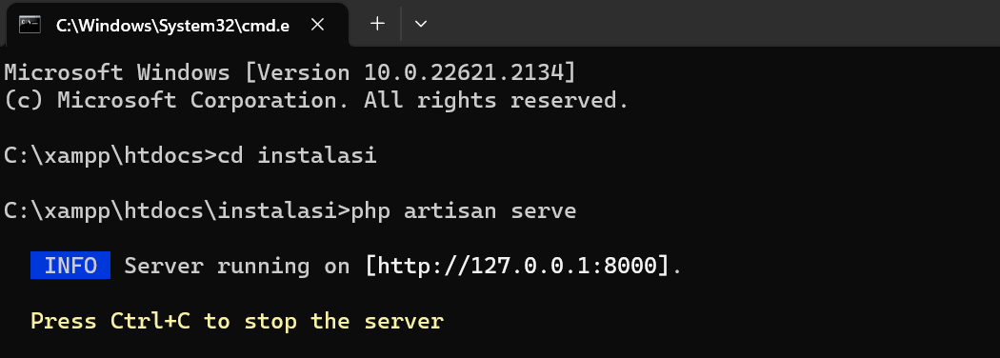 C:\Windows\System32\cmd.e
Microsoft Windows [Version 10.0.22621.2134]
(c) Microsoft Corporation. All rights reserved.
C:\xampp\htdocs>cd instalasi
C:\xampp\htdocs\instalasi>php artisan serve
INFO Server running on [http://127.0.0.1:8000].
Press Ctrl+C to stop the server